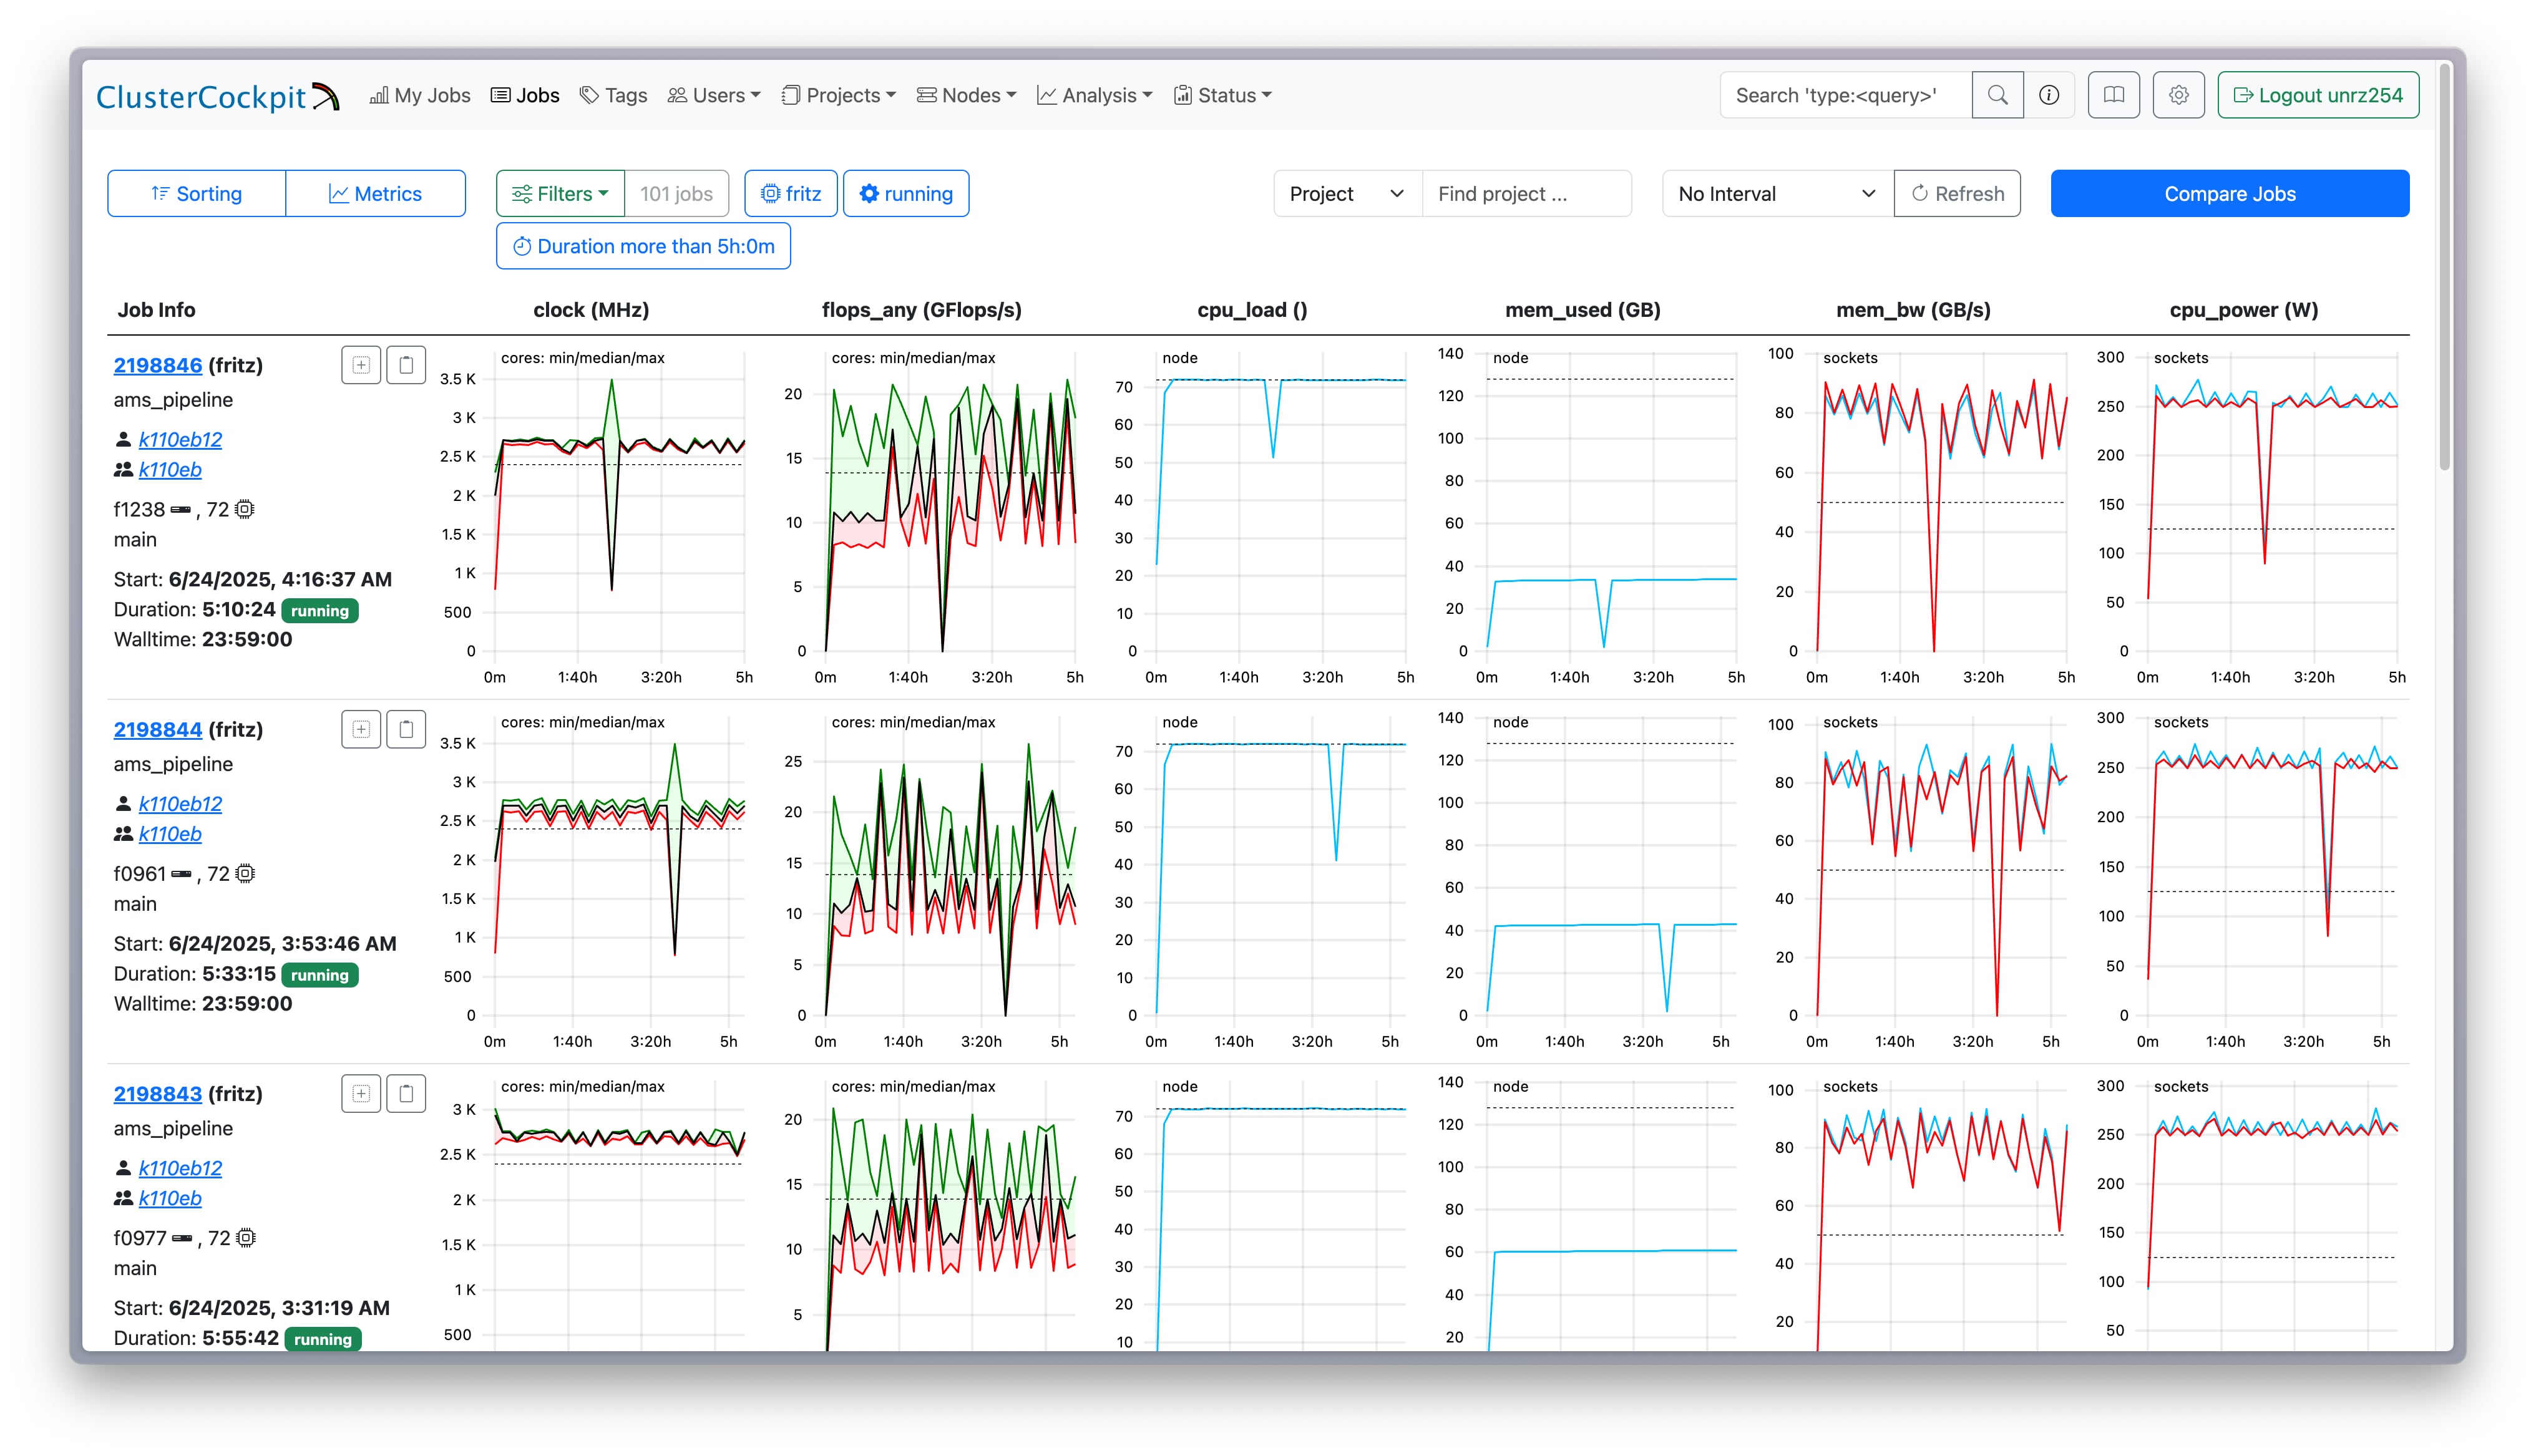 ClusterCockpit My Jobs Jobs Tags Users Projects Nodes Analysis Status Search 'type:<query>' Logout unrz254
Sorting Metrics Filters 101 jobs fritz running Project Find project ... No Interval Refresh Compare Jobs
Duration more than 5h:0m
Job Info clock (MHz) flops_any (GFlops/s) cpu_load () mem_used (GB) mem_bw (GB/s) cpu_power (W)
2198846 (fritz)
ams_pipeline
k110eb12
k110eb
f1238 , 72
main
Start: 6/24/2025, 4:16:37 AM
Duration: 5:10:24 running
Walltime: 23:59:00
cores: min/median/max
3.5 K
3 K
2.5 K
2 K
1.5 K
1 K
500
0
0m 1:40h 3:20h 5h
cores: min/median/max
20
15
10
5
0
0m 1:40h 3:20h 5h
node
70
60
50
40
30
20
10
0
0m 1:40h 3:20h 5h
node
140
120
100
80
60
40
20
0
0m 1:40h 3:20h 5h
sockets
100
80
60
40
20
0
0m 1:40h 3:20h 5h
sockets
300
250
200
150
100
50
0
0m 1:40h 3:20h 5h
2198844 (fritz)
ams_pipeline
k110eb12
k110eb
f0961 , 72
main
Start: 6/24/2025, 3:53:46 AM
Duration: 5:33:15 running
Walltime: 23:59:00
cores: min/median/max
3.5 K
3 K
2.5 K
2 K
1.5 K
1 K
500
0
0m 1:40h 3:20h 5h
cores: min/median/max
25
20
15
10
5
0
0m 1:40h 3:20h 5h
node
70
60
50
40
30
20
10
0
0m 1:40h 3:20h 5h
node
140
120
100
80
60
40
20
0
0m 1:40h 3:20h 5h
sockets
100
80
60
40
20
0
0m 1:40h 3:20h 5h
sockets
300
250
200
150
100
50
0
0m 1:40h 3:20h 5h
2198843 (fritz)
ams_pipeline
k110eb12
k110eb
f0977 , 72
main
Start: 6/24/2025, 3:31:19 AM
Duration: 5:55:42 running
cores: min/median/max
3 K
2.5 K
2 K
1.5 K
1 K
500
cores: min/median/max
20
15
10
5
node
70
60
50
40
30
20
10
node
140
120
100
80
60
40
20
sockets
100
80
60
40
20
sockets
300
250
200
150
100
50